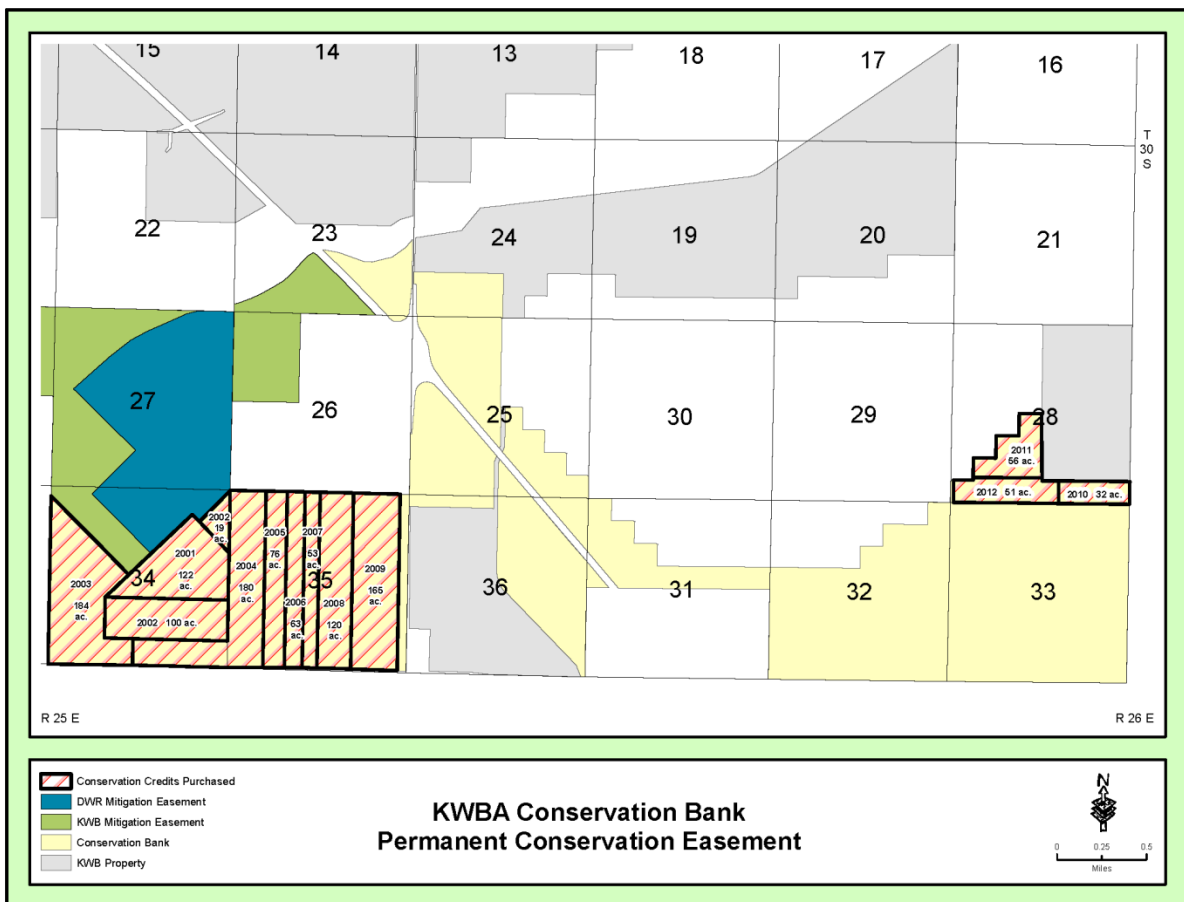 15
14
13
18
17
16
T
30
S
22
23
24
19
20
21
27
26
25
30
29
28
2011
56 ac.
2012 51 ac.
2010 32 ac.
2002
19
ac.
2001
122
ac.
2003
184
ac.
34
2002 100 ac.
2004
180
ac.
2005
76
ac.
2006
63
ac.
2007
53
ac.
35
2008
120
ac.
2009
165
ac.
36
31
32
33
R 25 E
R 26 E
Conservation Credits Purchased
DWR Mitigation Easement
KWB Mitigation Easement
Conservation Bank
KWB Property
KWBA Conservation Bank
Permanent Conservation Easement
N
0 0.25 0.5
Miles